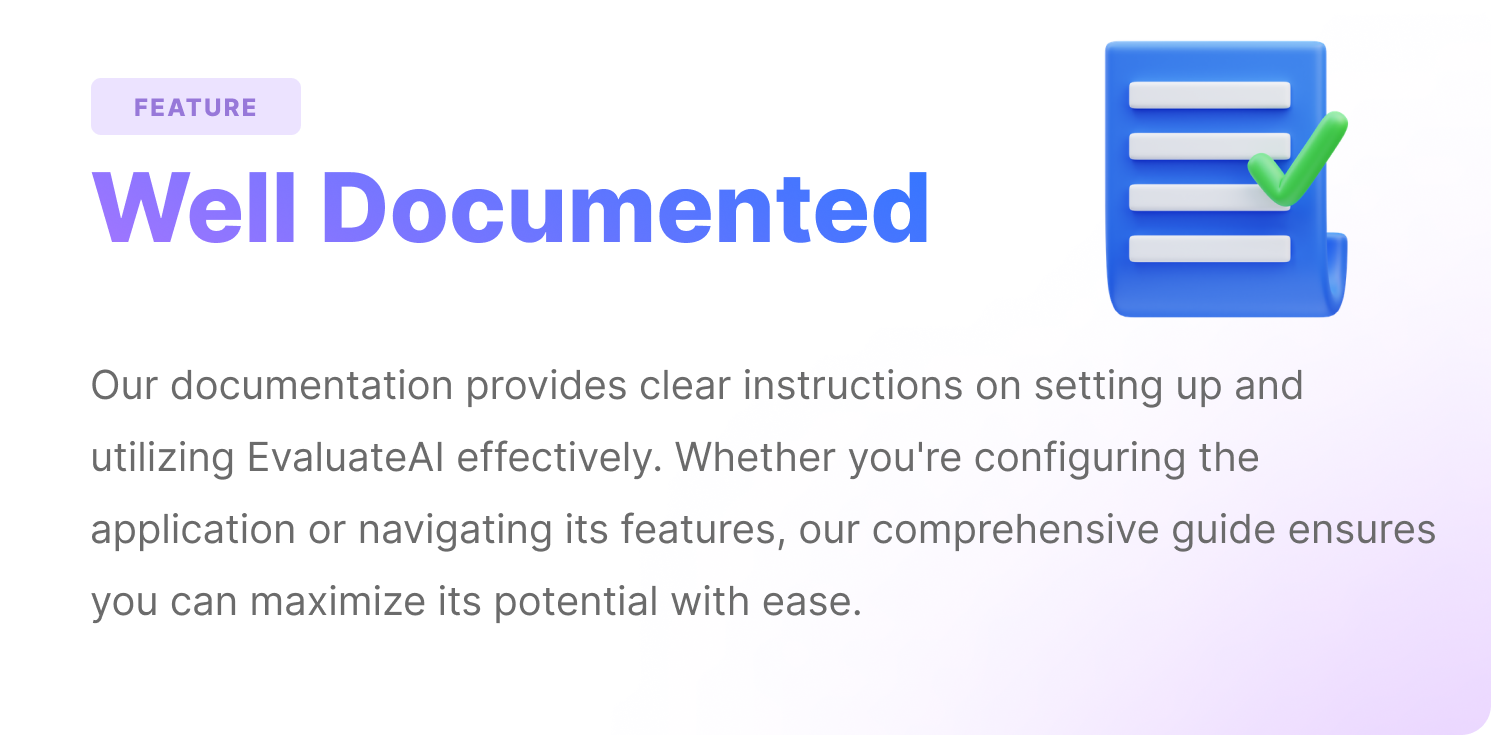 FEATURE
Well Documented
Our documentation provides clear instructions on setting up and
utilizing EvaluateAI effectively. Whether you're configuring the
application or navigating its features, our comprehensive guide ensures
you can maximize its potential with ease.